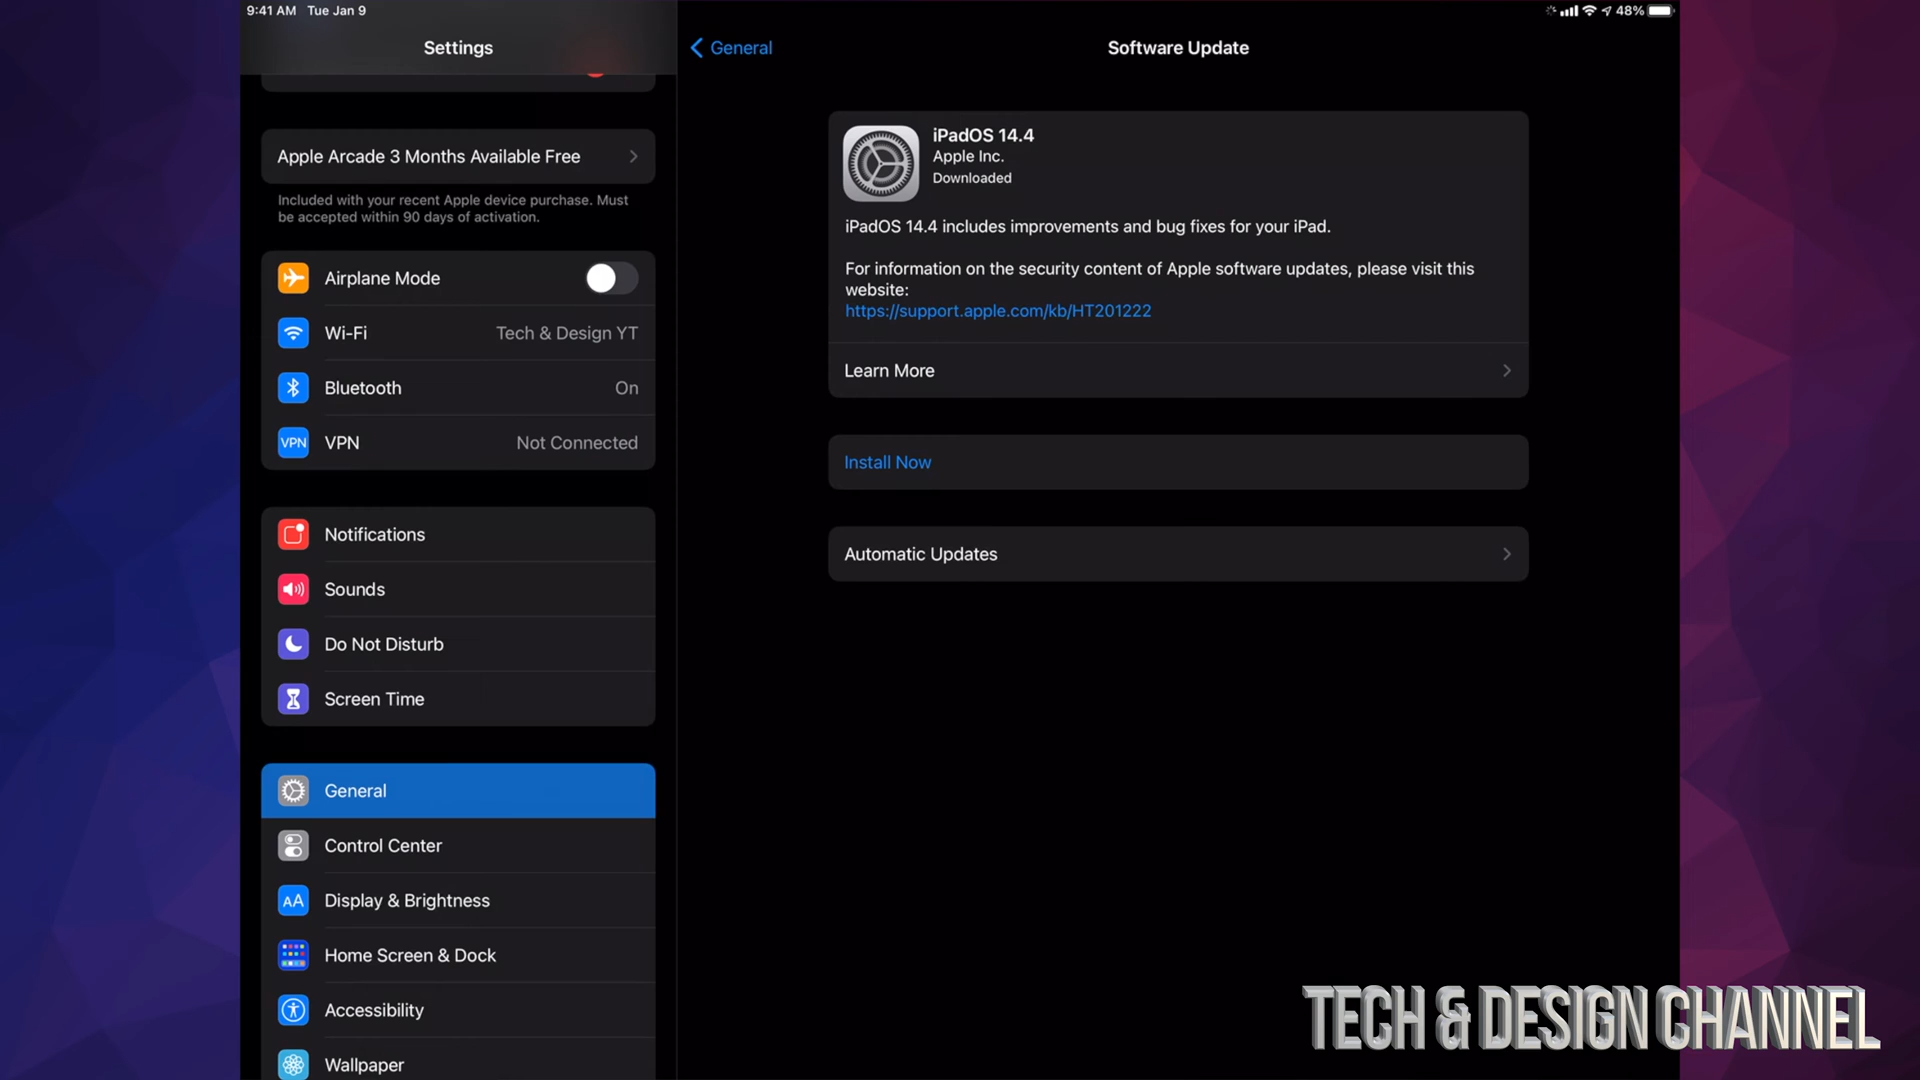 9:41 AM Tue Jan 9
48%
Settings
General
Software Update
Apple Arcade 3 Months Available Free
Included with your recent Apple device purchase. Must
be accepted within 90 days of activation.
Airplane Mode
Wi-Fi
Tech & Design YT
Bluetooth
On
VPN
VPN
Not Connected
Notifications
Sounds
Do Not Disturb
Screen Time
General
Control Center
AA
Display & Brightness
Home Screen & Dock
Accessibility
Wallpaper
iPadOS 14.4
Apple Inc.
Downloaded
iPadOS 14.4 includes improvements and bug fixes for your iPad.
For information on the security content of Apple software updates, please visit this
website:
https://support.apple.com/kb/HT201222
Learn More
Install Now
Automatic Updates
TECH & DESIGN CHANNEL